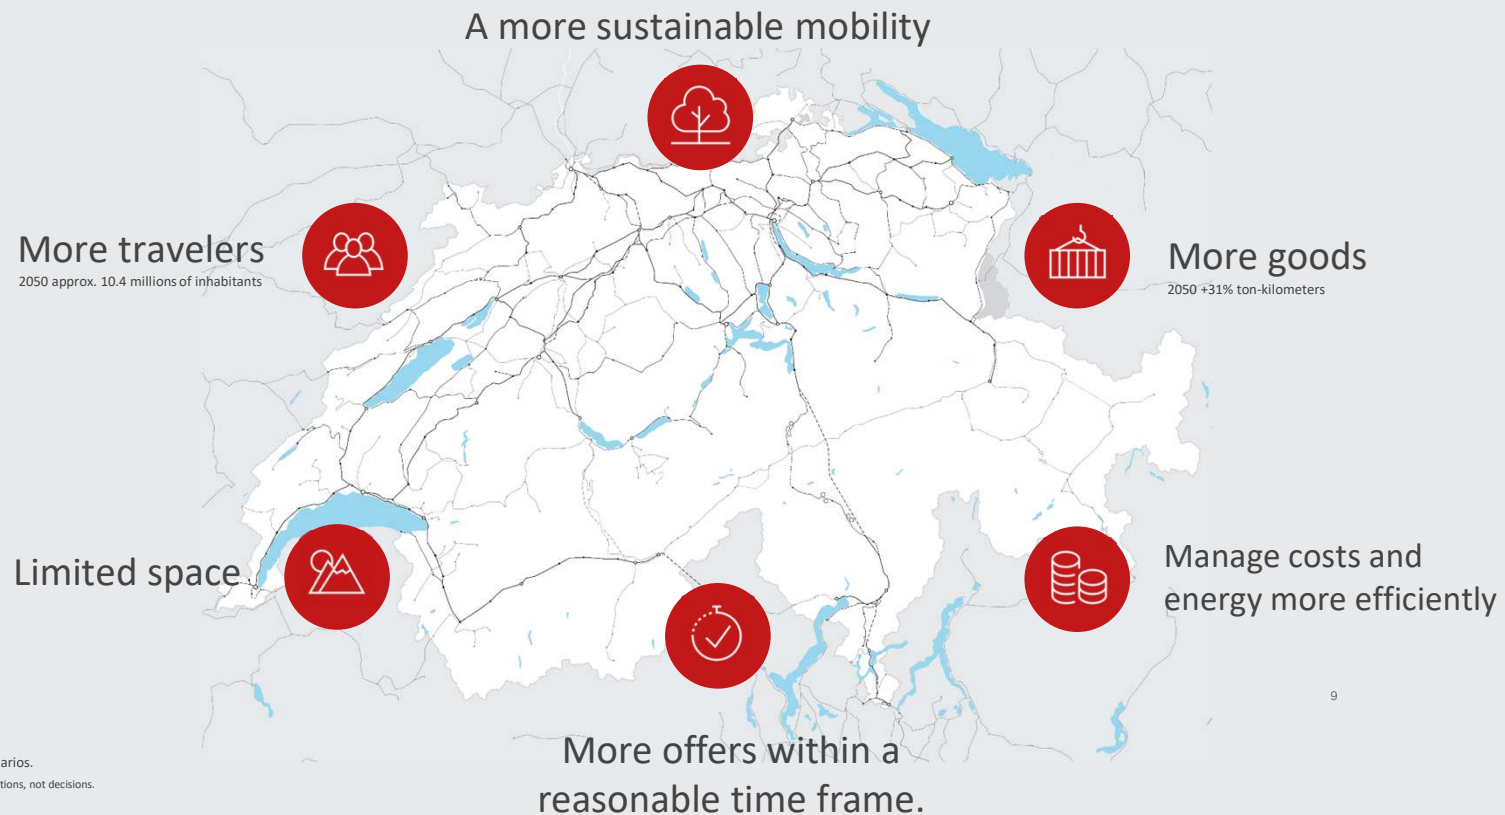 A more sustainable mobility
More travelers
2050 approx. 10.4 millions of inhabitants
More goods
2050 +31% ton-kilometers
Limited space
Manage costs and
energy more efficiently
9
More offers within a
reasonable time frame.
arios.
tions, not decisions.